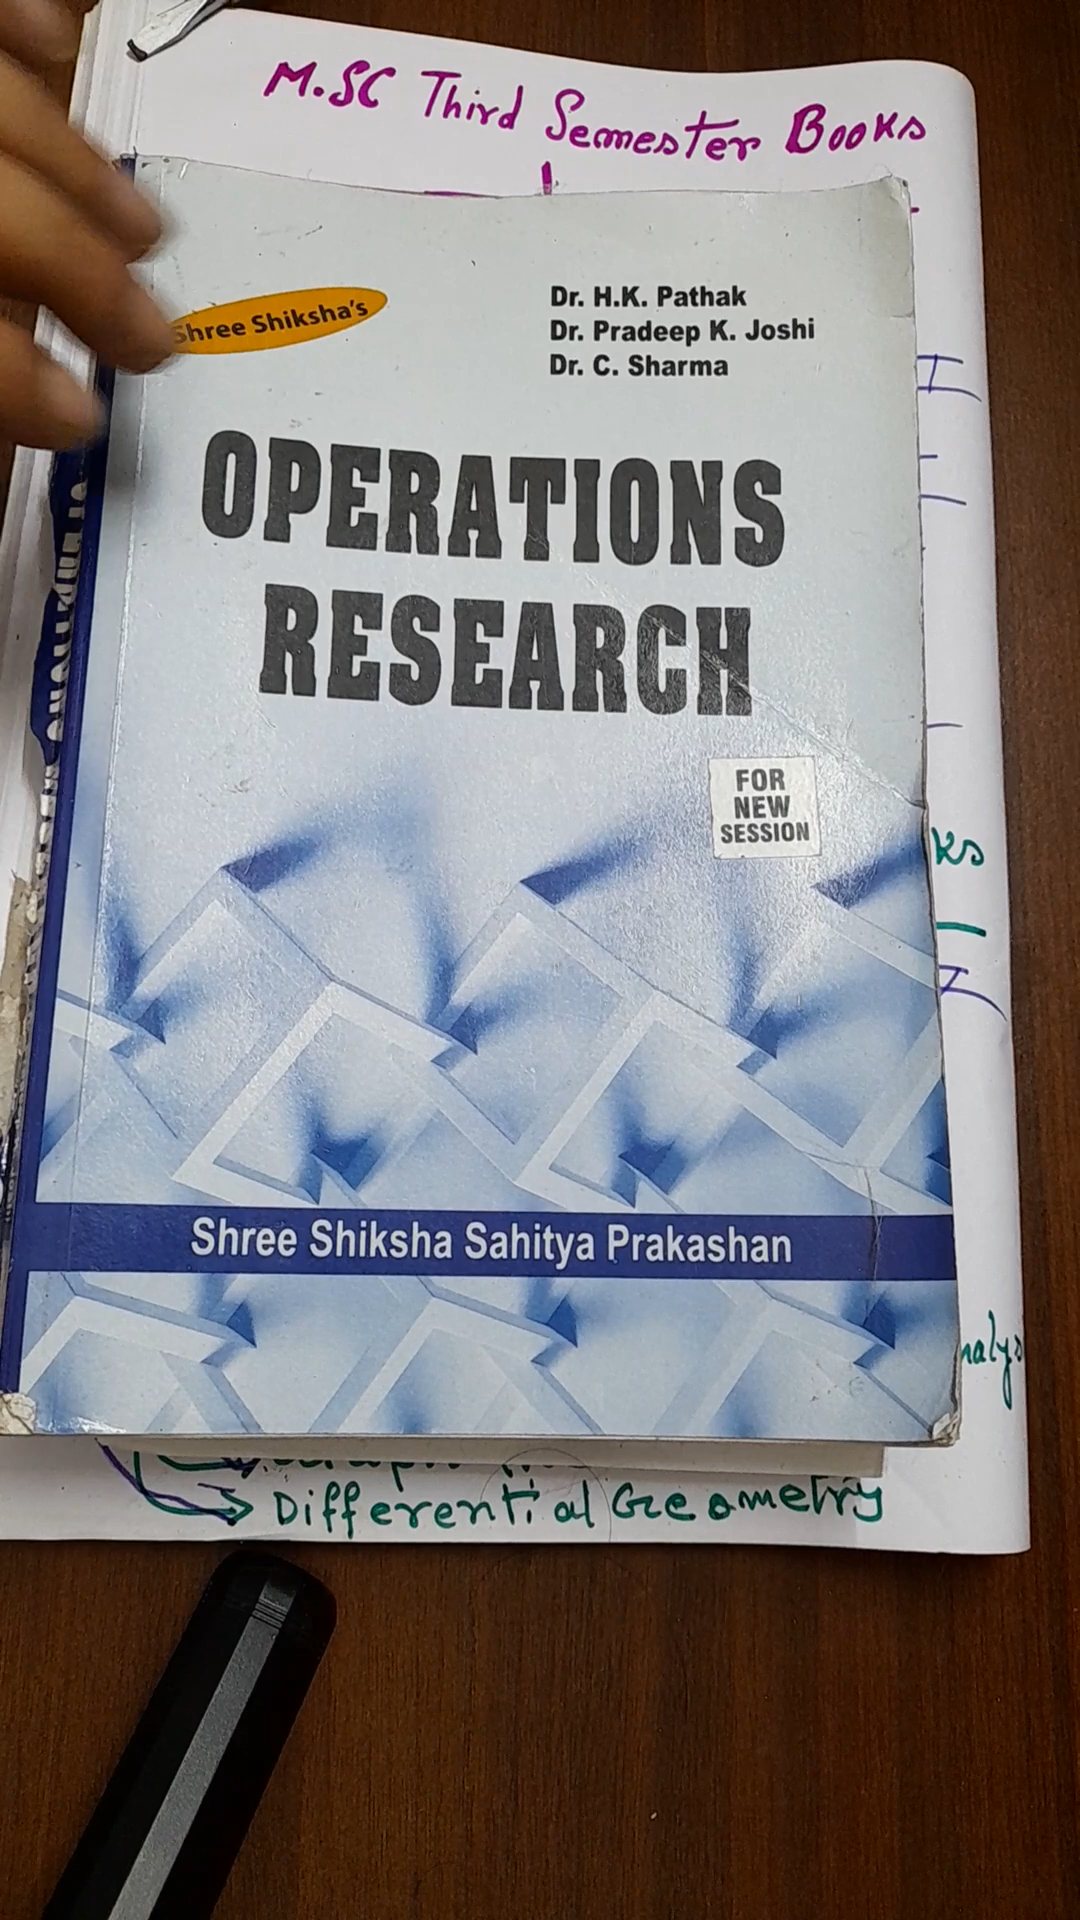 M.SC Third Semester Books
Shree Shiksha's
Dr. H.K. Pathak
Dr. Pradeep K. Joshi
Dr. C. Sharma
OPERATIONS
RESEARCH
FOR
NEW
SESSION
Shree Shiksha Sahitya Prakashan
Differential Geometry